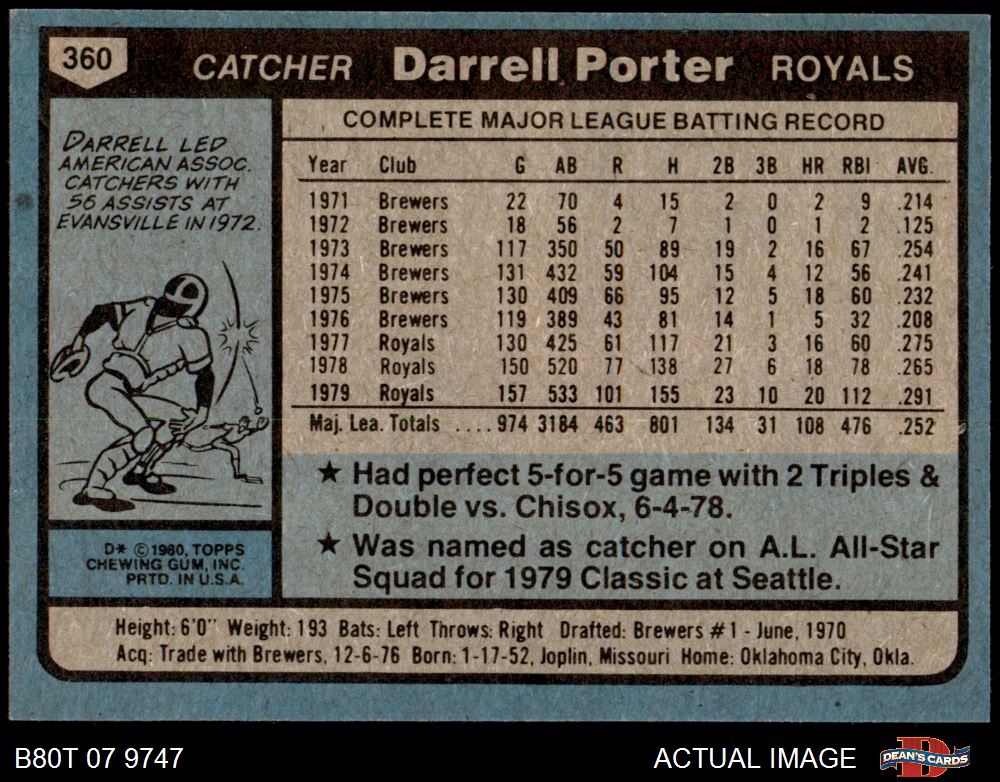 360 CATCHER Darrell Porter ROYALS
DARRELL LED
AMERICAN ASSOC.
CATCHERS WITH
56 ASSISTS AT
EVANSVILLE IN 1972.
D* © 1980, TOPPS
CHEWING GUM, INC.
PRTD. IN U.S.A.
COMPLETE MAJOR LEAGUE BATTING RECORD
Year Club G AB R H 2B 3B HR RBI AVG.
1971 Brewers 22 70 4 15 2 0 2 9 .214
1972 Brewers 18 56 2 7 1 0 1 2 .125
1973 Brewers 117 350 50 89 19 2 16 67 .254
1974 Brewers 131 432 59 104 15 4 12 56 .241
1975 Brewers 130 409 66 95 12 5 18 60 .232
1976 Brewers 119 389 43 81 14 1 5 32 .208
1977 Royals 130 425 61 117 21 3 16 60 .275
1978 Royals 150 520 77 138 27 6 18 78 .265
1979 Royals 157 533 101 155 23 10 20 112 .291
Maj. Lea. Totals ....974 3184 463 801 134 31 108 476 .252
★ Had perfect 5-for-5 game with 2 Triples &
Double vs. Chisox, 6-4-78.
★ Was named as catcher on A.L. All-Star
Squad for 1979 Classic at Seattle.
Height: 6'0" Weight: 193 Bats: Left Throws: Right Drafted: Brewers #1 - June, 1970
Acq: Trade with Brewers, 12-6-76 Born: 1-17-52, Joplin, Missouri Home: Oklahoma City, Okla.
B80T 07 9747 ACTUAL IMAGE DEAN'S CARDS